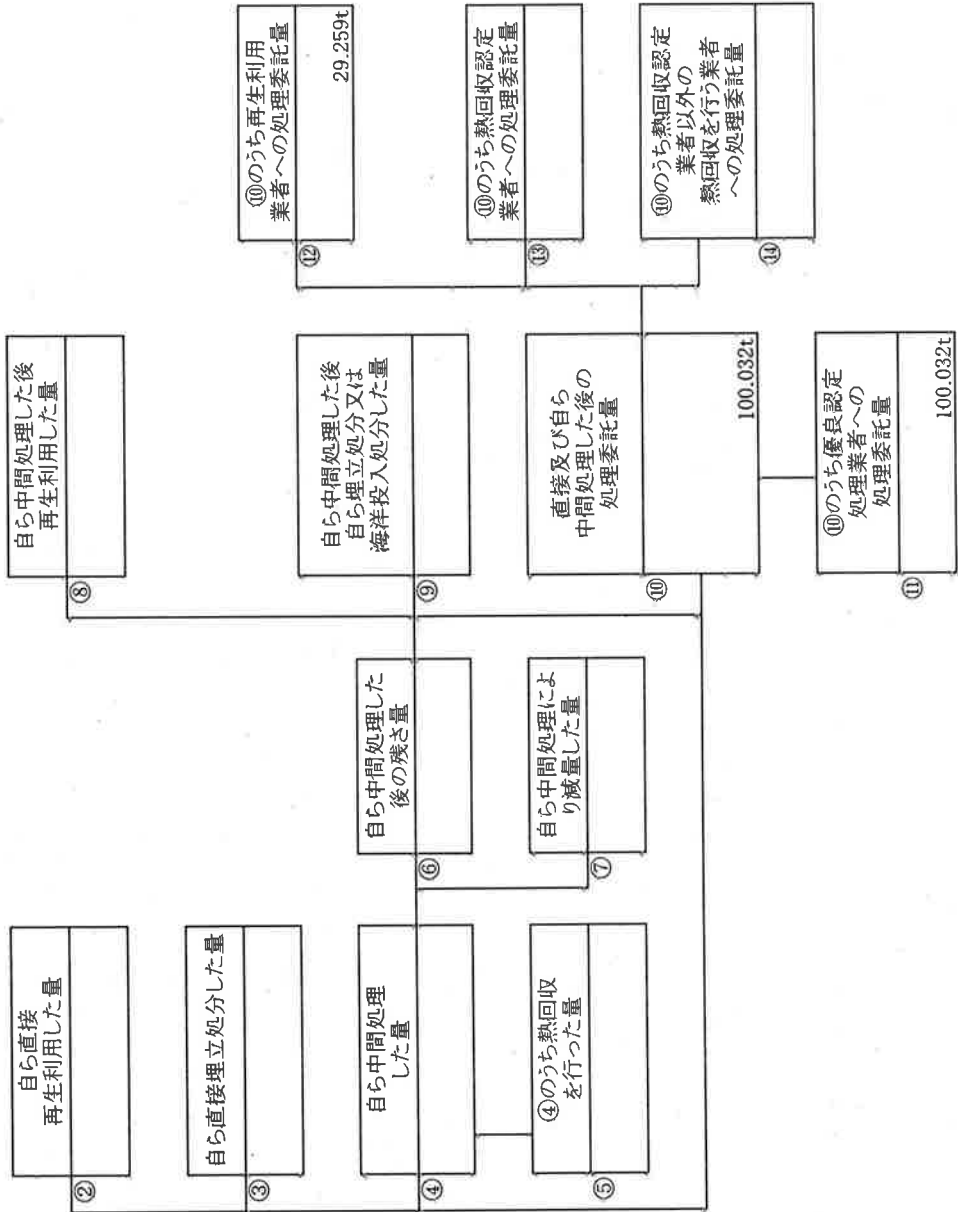 ②
自ら直接
再生利用した量
③
自ら直接埋立処分した量
④
自ら中間処理
した量
⑤
④のうち熱回収
を行った量
⑥
自ら中間処理した
後の残さ量
⑦
自ら中間処理によ
り減量した量
⑧
自ら中間処理した後
再生利用した量
⑨
自ら中間処理した後
自ら埋立処分又は
海洋投入処分した量
⑩
直接及び自ら
中間処理した後の
処理委託量
100.032t
⑪
⑩のうち優良認定
処理業者への
処理委託量
100.032t
⑫
⑩のうち再生利用
業者への処理委託量
29.259t
⑬
⑩のうち熱回収認定
業者への処理委託量
⑭
⑩のうち熱回収認定
業者以外の
熱回収を行う業者
への処理委託量